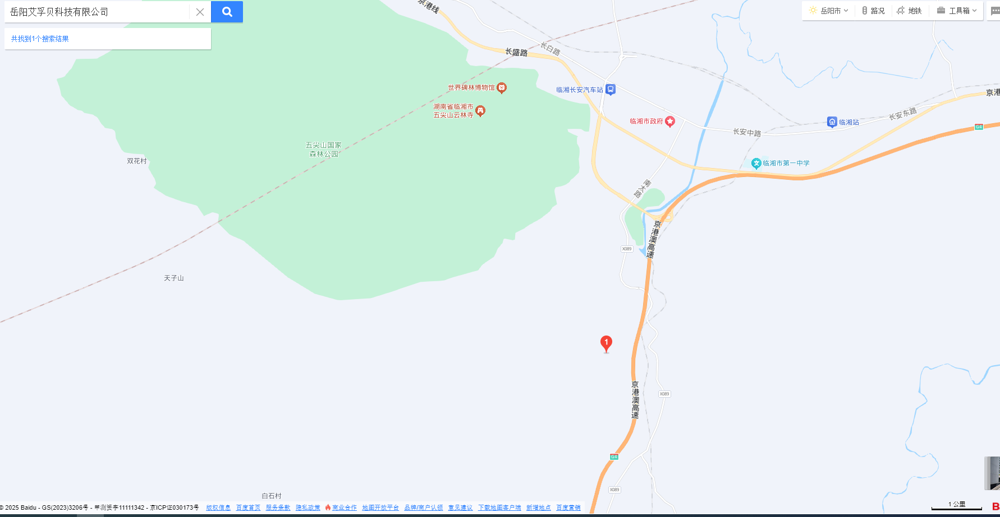 岳阳艾孚贝科技有限公司
共找到1个搜索结果
岳阳市
路况
地铁
工具箱
京港线
长盛路
长白路
世界碑林博物馆
临湘长安汽车站
京港
湖南省临湘市
五尖山云林寺
临湘市政府
长安东路
临湘站
长安中路
G4
五尖山国家
森林公园
双花村
临湘市第一中学
南太路
京港澳高速
X089
天子山
1
京港澳高速
X089
G4
X089
白石村
1 公里
© 2025 Baidu - GS(2023)3206号 - 甲测资字11111342 - 京ICP证030173号 版权信息 百度首页 服务条款 隐私政策 商业合作 地图开放平台 品牌/商户认领 意见建议 下载地图客户端 新增地点 百度营销